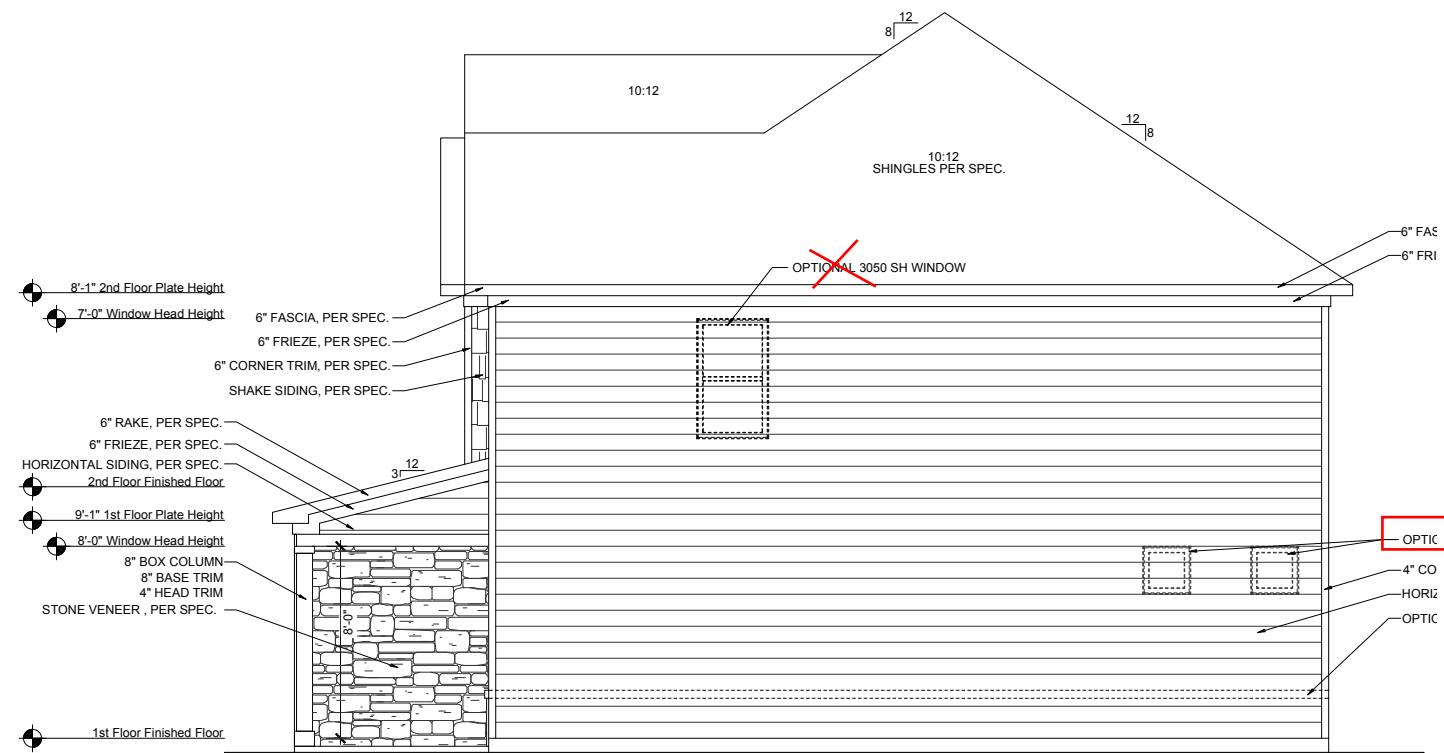 12
8
10:12
12
8
10:12
SHINGLES PER SPEC.
6" FAS
6" FRI
OPTIONAL 3050 SH WINDOW
8'-1" 2nd Floor Plate Height
7'-0" Window Head Height
6" FASCIA, PER SPEC.
6" FRIEZE, PER SPEC.
6" CORNER TRIM, PER SPEC.
SHAKE SIDING, PER SPEC.
6" RAKE, PER SPEC.
6" FRIEZE, PER SPEC.
HORIZONTAL SIDING, PER SPEC.
12
3
2nd Floor Finished Floor
9'-1" 1st Floor Plate Height
8'-0" Window Head Height
OPTIC
8" BOX COLUMN
8" BASE TRIM
4" HEAD TRIM
STONE VENEER , PER SPEC.
8'-0"
4" CO
HORIZ
OPTIC
1st Floor Finished Floor